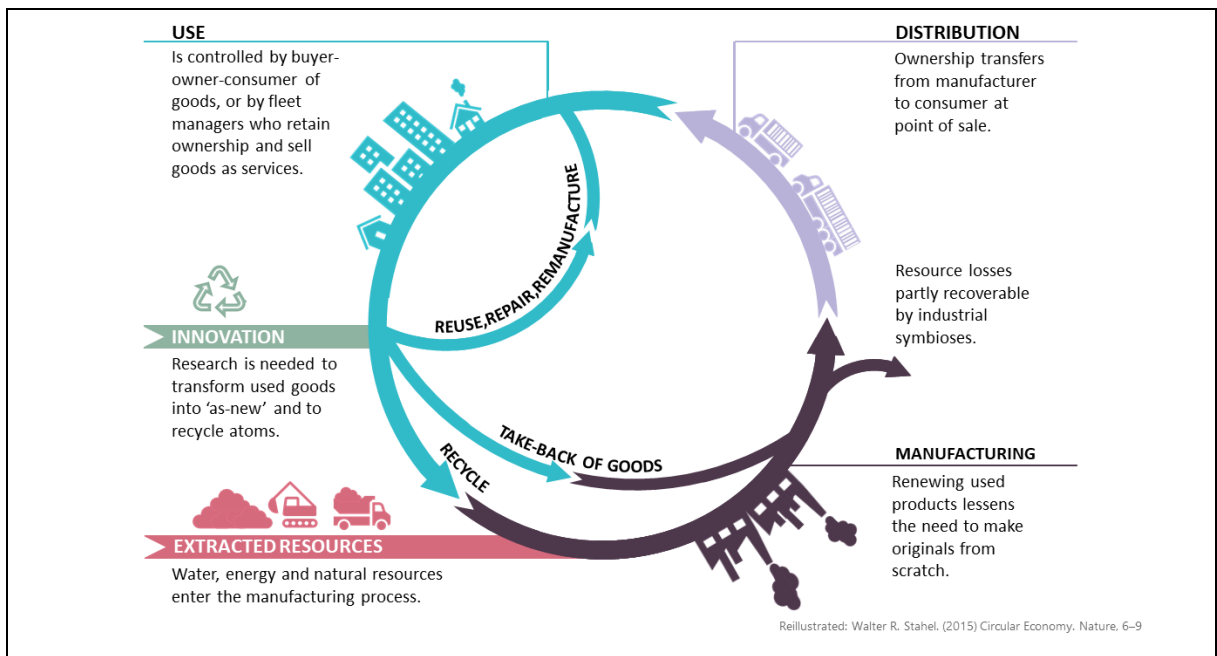 USE
Is controlled by buyer-
owner-consumer of
goods, or by fleet
managers who retain
ownership and sell
goods as services.
DISTRIBUTION
Ownership transfers
from manufacturer
to consumer at
point of sale.
REUSE,REPAIR,REMANUFACTURE
INNOVATION
Research is needed to
transform used goods
into ‘as-new’ and to
recycle atoms.
Resource losses
partly recoverable
by industrial
symbioses.
TAKE-BACK OF GOODS
RECYCLE
MANUFACTURING
Renewing used
products lessens
the need to make
originals from
scratch.
EXTRACTED RESOURCES
Water, energy and natural resources
enter the manufacturing process.
Reillustrated: Walter R. Stahel. (2015) Circular Economy. Nature, 6–9